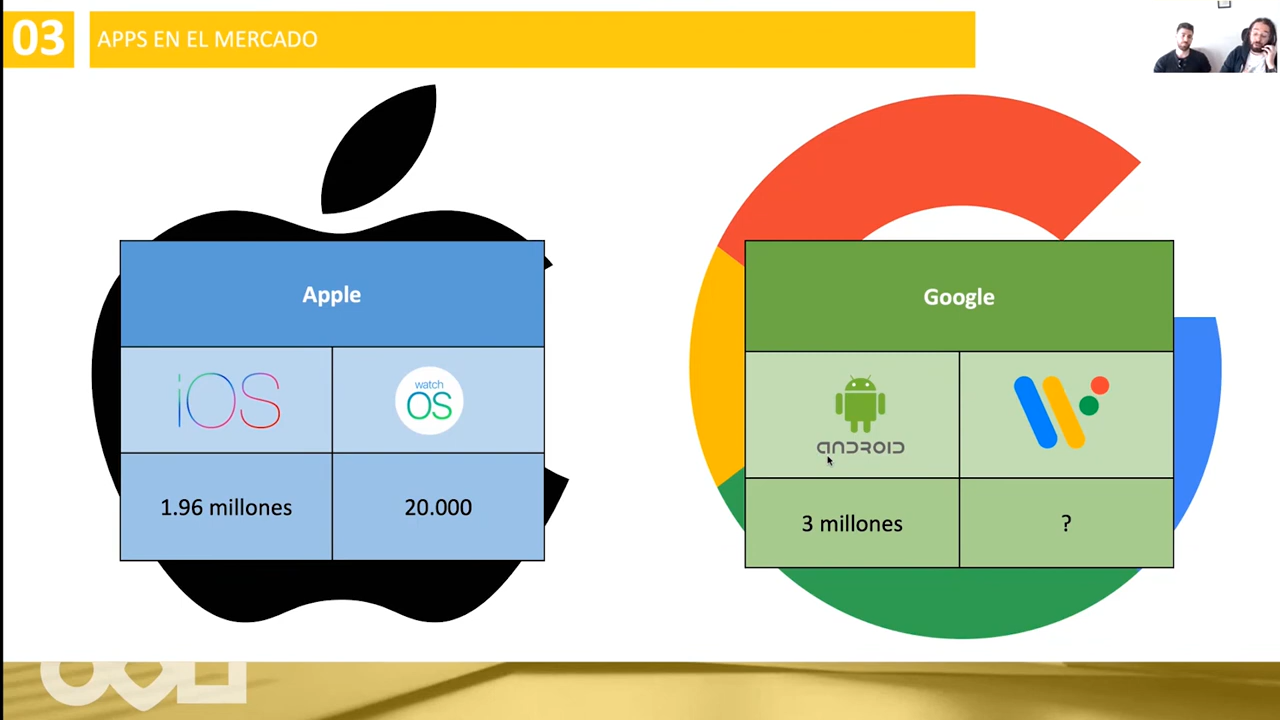 03
APPS EN EL MERCADO
Apple
iOS
watch
OS
1.96 millones
20.000
Google
ANDROID
3 millones
?